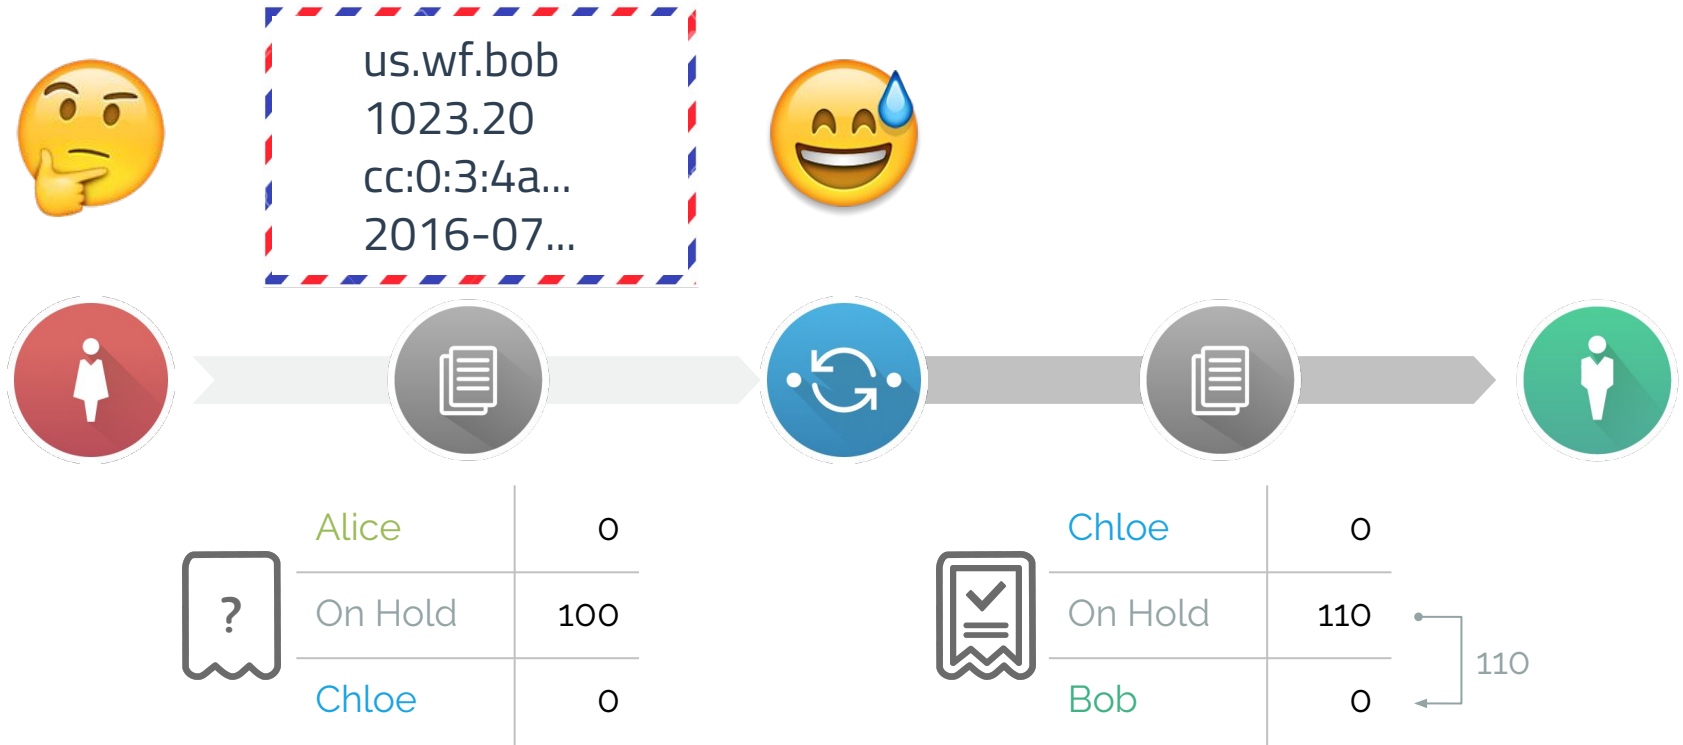 us.wf.bob
1023.20
cc:0:3:4a...
2016-07...
Alice 0
? On Hold 100
Chloe 0
Chloe 0
On Hold 110
Bob 0
110